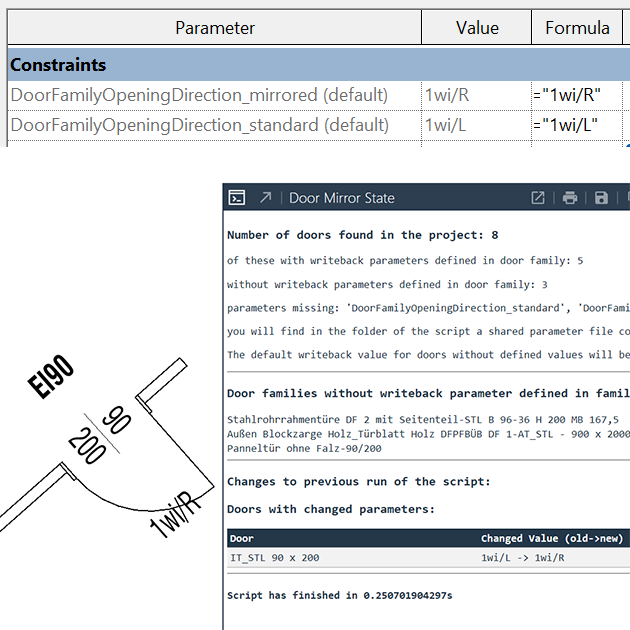 Parameter Value Formula
Constraints
DoorFamilyOpeningDirection_mirrored (default) 1wi/R ="1wi/R"
DoorFamilyOpeningDirection_standard (default) 1wi/L ="1wi/L"
Door Mirror State
Number of doors found in the project: 8
of these with writeback parameters defined in door family: 5
without writeback parameters defined in door family: 3
parameters missing: 'DoorFamilyOpeningDirection_standard', 'DoorFami
you will find in the folder of the script a shared parameter file co
The default writeback value for doors without defined values will be
Door families without writeback parameter defined in famil
Stahlrohrrahmentüre DF 2 mit Seitenteil-STL B 96-36 H 200 MB 167,5
Außen Blockzarge Holz_Türblatt Holz DFPFBÜB DF 1-AT_STL - 900 x 2000
Panneltür ohne Falz-90/200
Changes to previous run of the script:
Doors with changed parameters:
Door Changed Value (old->new)
IT_STL 90 x 200 1wi/L -> 1wi/R
Script has finished in 0.250701904297s
EI90
90
200
1wi/R